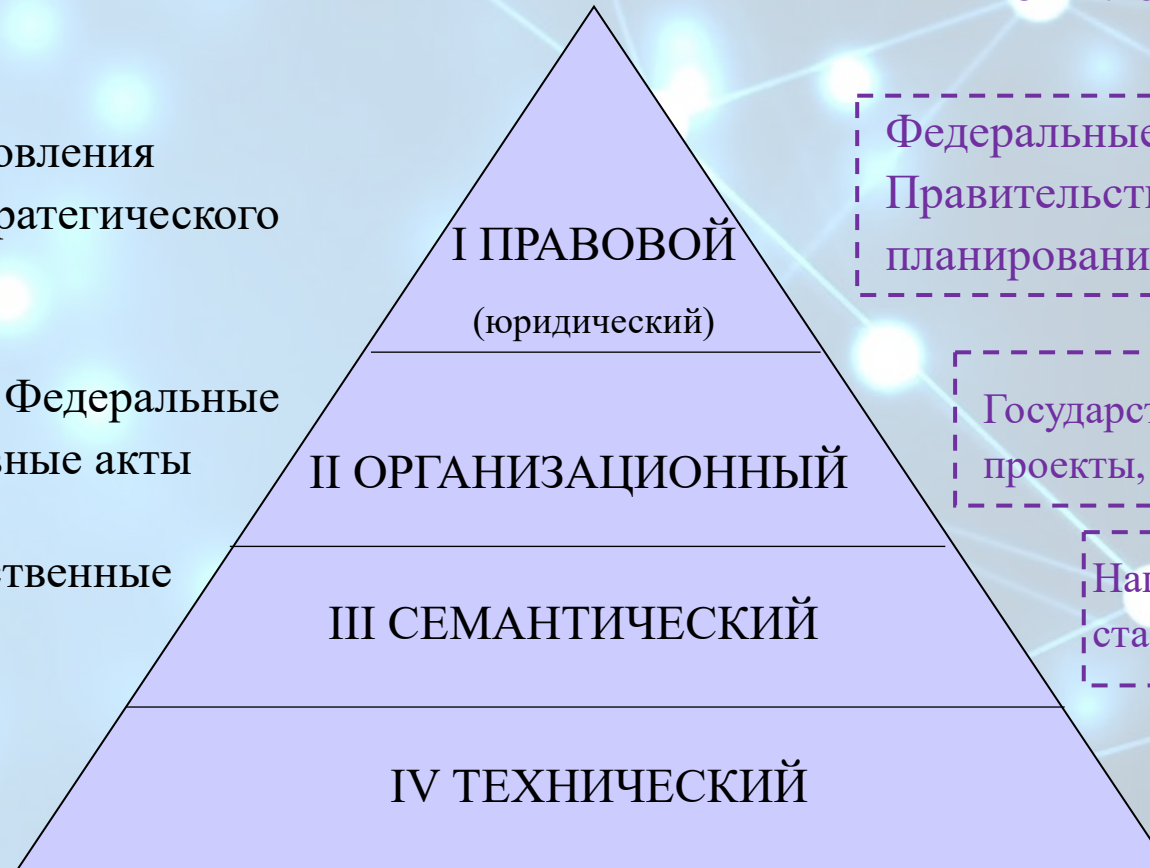 овления
ратегического
Федеральные
вные акты
ственные
I ПРАВОВОЙ
(юридический)
II ОРГАНИЗАЦИОННЫЙ
III СЕМАНТИЧЕСКИЙ
IV ТЕХНИЧЕСКИЙ
Федеральные
Правительст
планировани
Государст
проекты,
На
ста